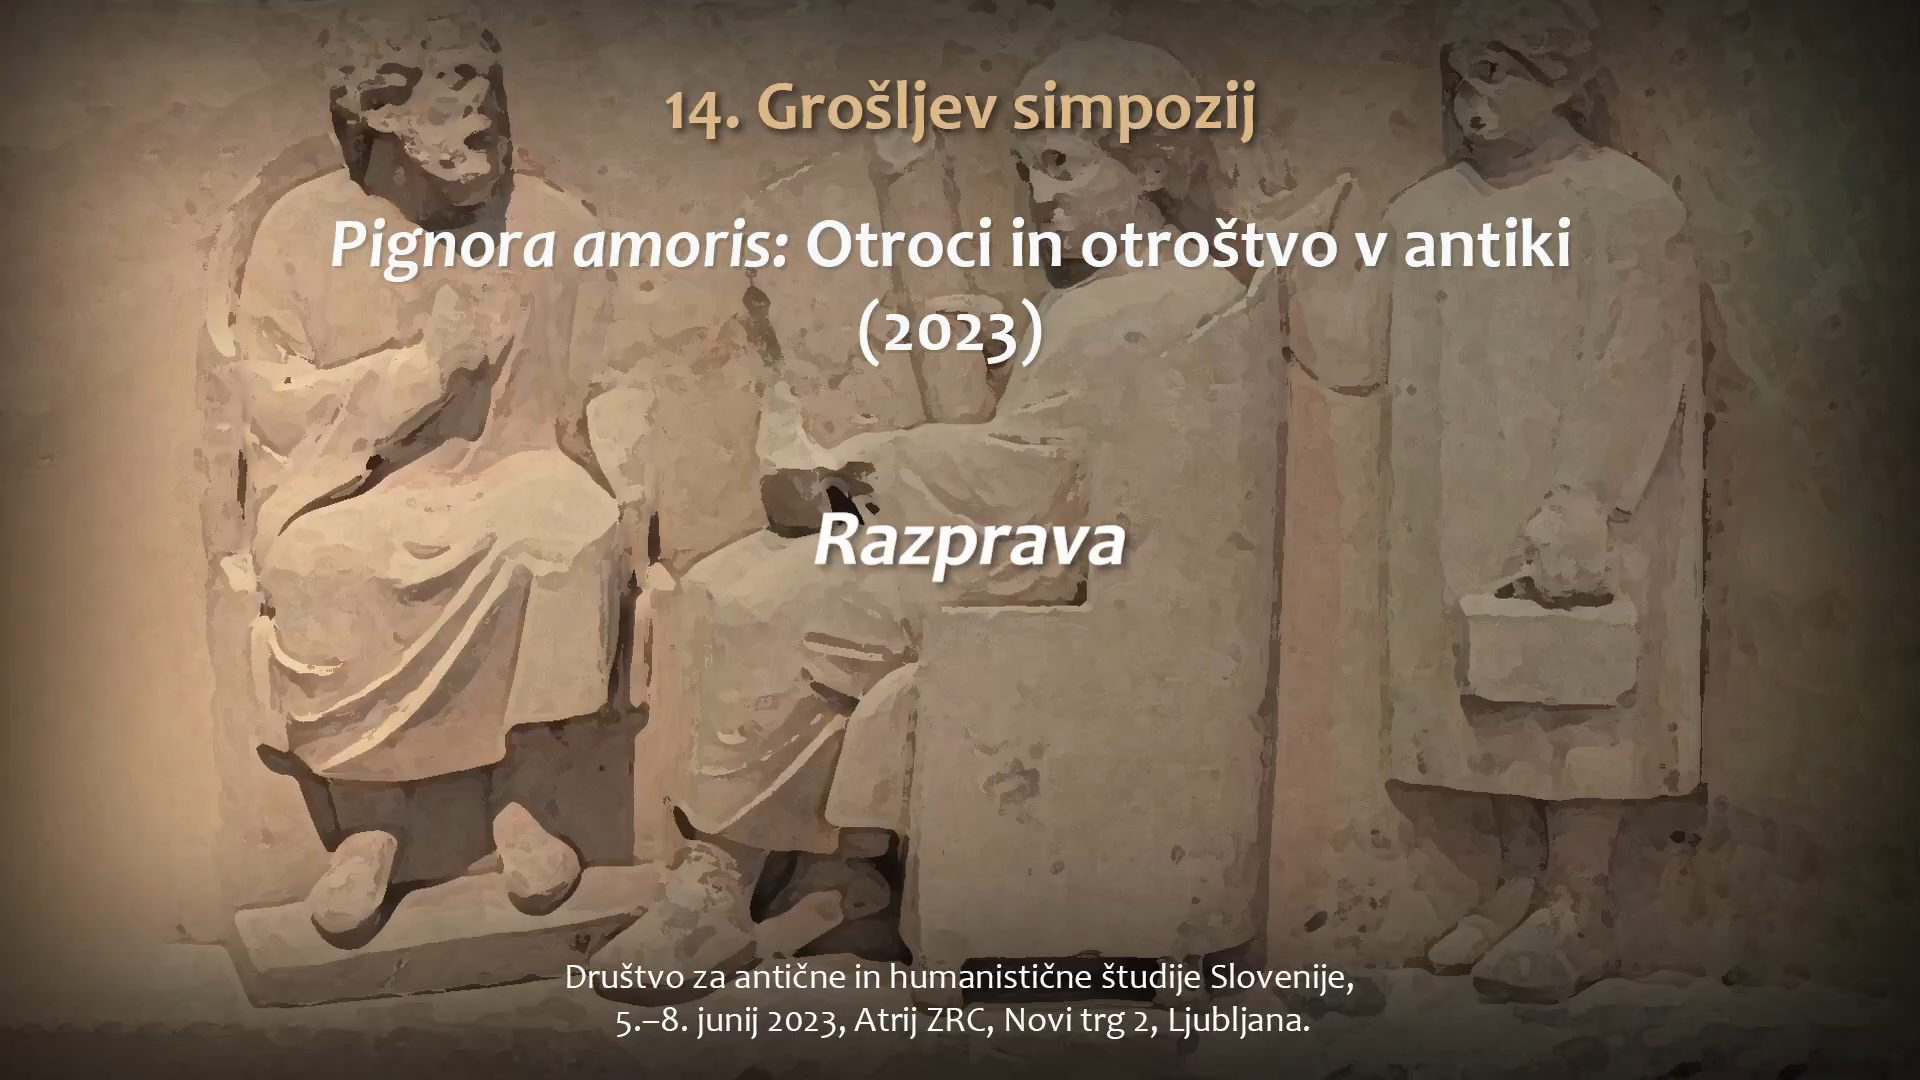 14. Grošljev simpozij
Pignora amoris: Otroci in otroštvo v antiki
(2023)
Razprava
Društvo za antične in humanistične študije Slovenije,
5.–8. junij 2023, Atrij ZRC, Novi trg 2, Ljubljana.